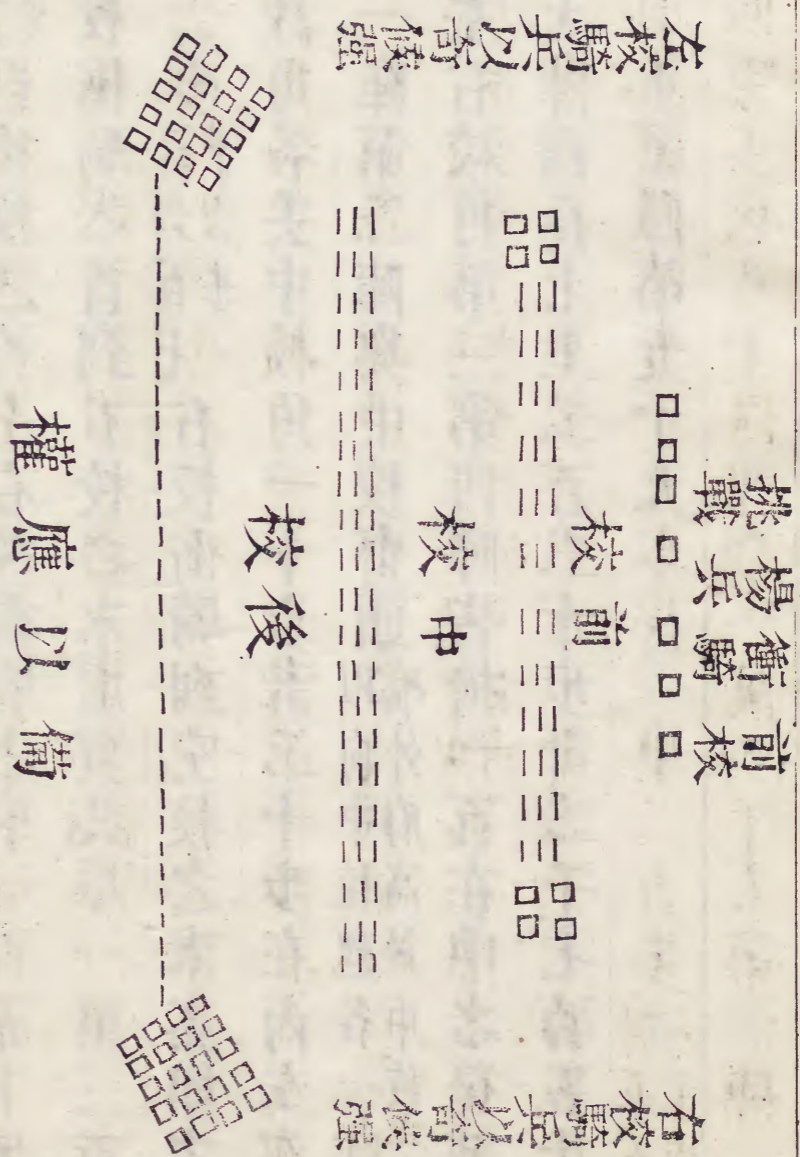 前校
衝騎
楊兵
挑戰
右校騎兵以奇候强
左校騎兵以奇候强
前校
中校
後校
備以應權